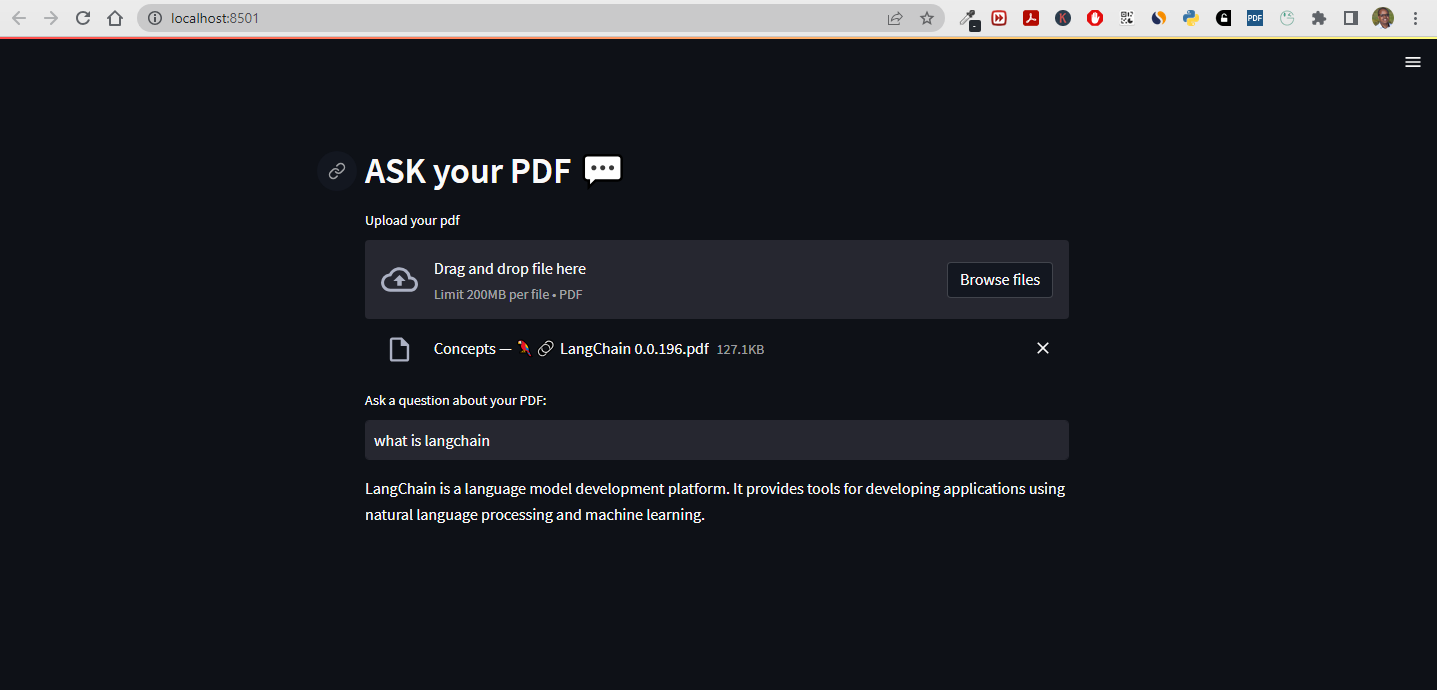 localhost:8501
PDF
ASK your PDF 💬
Upload your pdf
Drag and drop file here
Limit 200MB per file • PDF
Browse files
Concepts — 🦜 🔗 LangChain 0.0.196.pdf 127.1KB
Ask a question about your PDF:
what is langchain
LangChain is a language model development platform. It provides tools for developing applications using
natural language processing and machine learning.